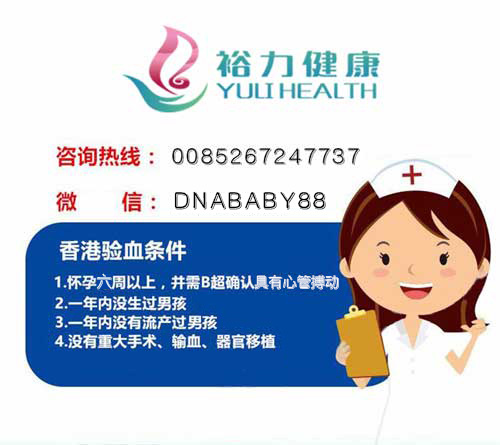 裕力健康
YULI HEALTH
咨询热线：0085267247737
微 信：DNABABY88
香港验血条件
1.怀孕六周以上，并需B超确认具有心管搏动
2.一年内没生过男孩
3.一年内没有流产过男孩
4.没有重大手术、输血、器官移植